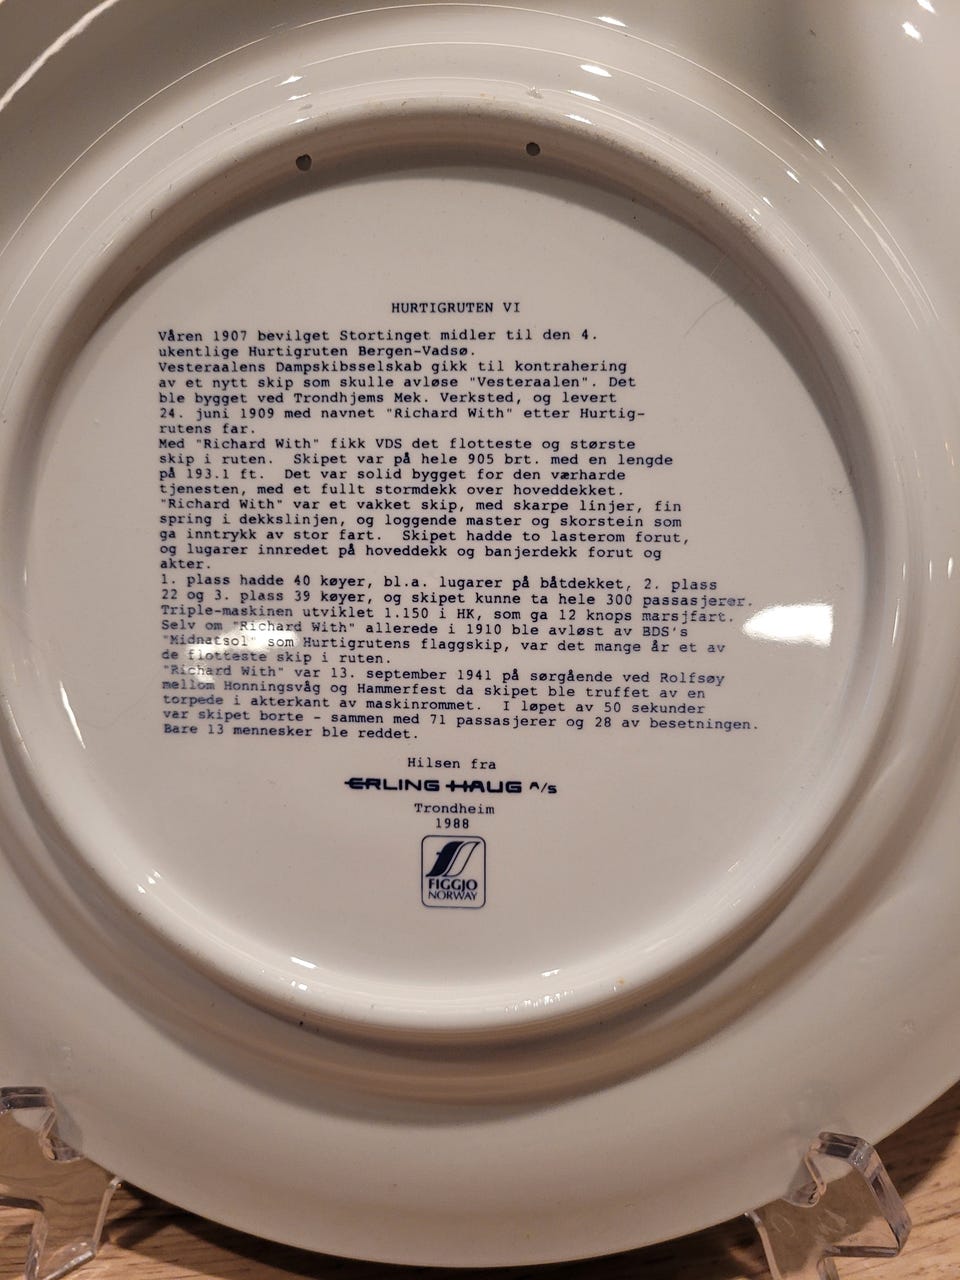 HURTIGRUTEN VI
Våren 1907 bevilget Stortinget midler til den 4.
ukentlige Hurtigruten Bergen-Vadsø.
Vesteraalens Dampskibsselskab gikk til kontrahering
av et nytt skip som skulle avløse "Vesteraalen". Det
ble bygget ved Trondhjems Mek. Verksted, og levert
24. juni 1909 med navnet "Richard With" etter Hurtig-
rutens far.
Med "Richard With" fikk VDS det flotteste og største
skip i ruten. Skipet var på hele 905 brt. med en lengde
på 193.1 ft. Det var solid bygget for den værharde
tjenesten, med et fullt stormdekk over hoveddekket.
"Richard With" var et vakket skip, med skarpe linjer, fin
spring i dekkslinjen, og loggende master og skorstein som
ga inntrykk av stor fart. Skipet hadde to lasterom forut,
og lugarer innredet på hoveddekk og banjerdekk forut og
akter.
1. plass hadde 40 køyer, bl.a. lugarer på båtdekket, 2. plass
22 og 3. plass 39 køyer, og skipet kunne ta hele 300 passasjerer.
Triple-maskinen utviklet 1.150 i HK, som ga 12 knops marsjfart.
Selv om "Richard With" allerede i 1910 ble avløst av BDS's
"Midnatsol" som Hurtigrutens flaggskip, var det mange år et av
de flotteste skip i ruten.
"Richard With" var 13. september 1941 på sørgående ved Rolfsøy
mellom Honningsvåg og Hammerfest da skipet ble truffet av en
torpedo i akterkant av maskinrommet. I løpet av 50 sekunder
var skipet borte - sammen med 71 passasjerer og 28 av besetningen.
Bare 13 mennesker ble reddet.
Hilsen fra
ERLING HAUG A/S
Trondheim
1988
FIGGJO
NORWAY